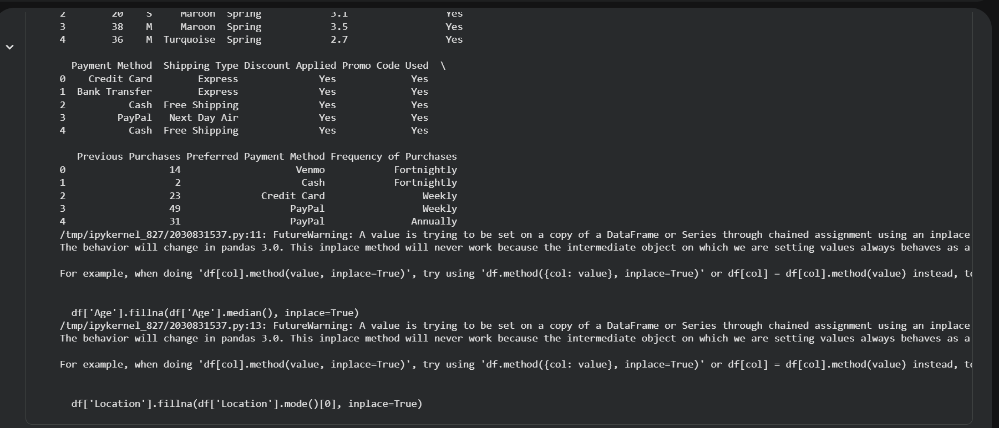 2 20 S Maroon Spring 3.1 Yes
3 38 M Maroon Spring 3.5 Yes
4 36 M Turquoise Spring 2.7 Yes
Payment Method Shipping Type Discount Applied Promo Code Used \
0 Credit Card Express Yes Yes
1 Bank Transfer Express Yes Yes
2 Cash Free Shipping Yes Yes
3 PayPal Next Day Air Yes Yes
4 Cash Free Shipping Yes Yes
Previous Purchases Preferred Payment Method Frequency of Purchases
0 14 Venmo Fortnightly
1 2 Cash Fortnightly
2 23 Credit Card Weekly
3 49 PayPal Weekly
4 31 PayPal Annually
/tmp/ipykernel_827/2030831537.py:11: FutureWarning: A value is trying to be set on a copy of a DataFrame or Series through chained assignment using an inplace
The behavior will change in pandas 3.0. This inplace method will never work because the intermediate object on which we are setting values always behaves as a
For example, when doing 'df[col].method(value, inplace=True)', try using 'df.method({col: value}, inplace=True)' or df[col] = df[col].method(value) instead,
df['Age'].fillna(df['Age'].median(), inplace=True)
/tmp/ipykernel_827/2030831537.py:13: FutureWarning: A value is trying to be set on a copy of a DataFrame or Series through chained assignment using an inplace
The behavior will change in pandas 3.0. This inplace method will never work because the intermediate object on which we are setting values always behaves as a
For example, when doing 'df[col].method(value, inplace=True)', try using 'df.method({col: value}, inplace=True)' or df[col] = df[col].method(value) instead,
df['Location'].fillna(df['Location'].mode()[0], inplace=True)